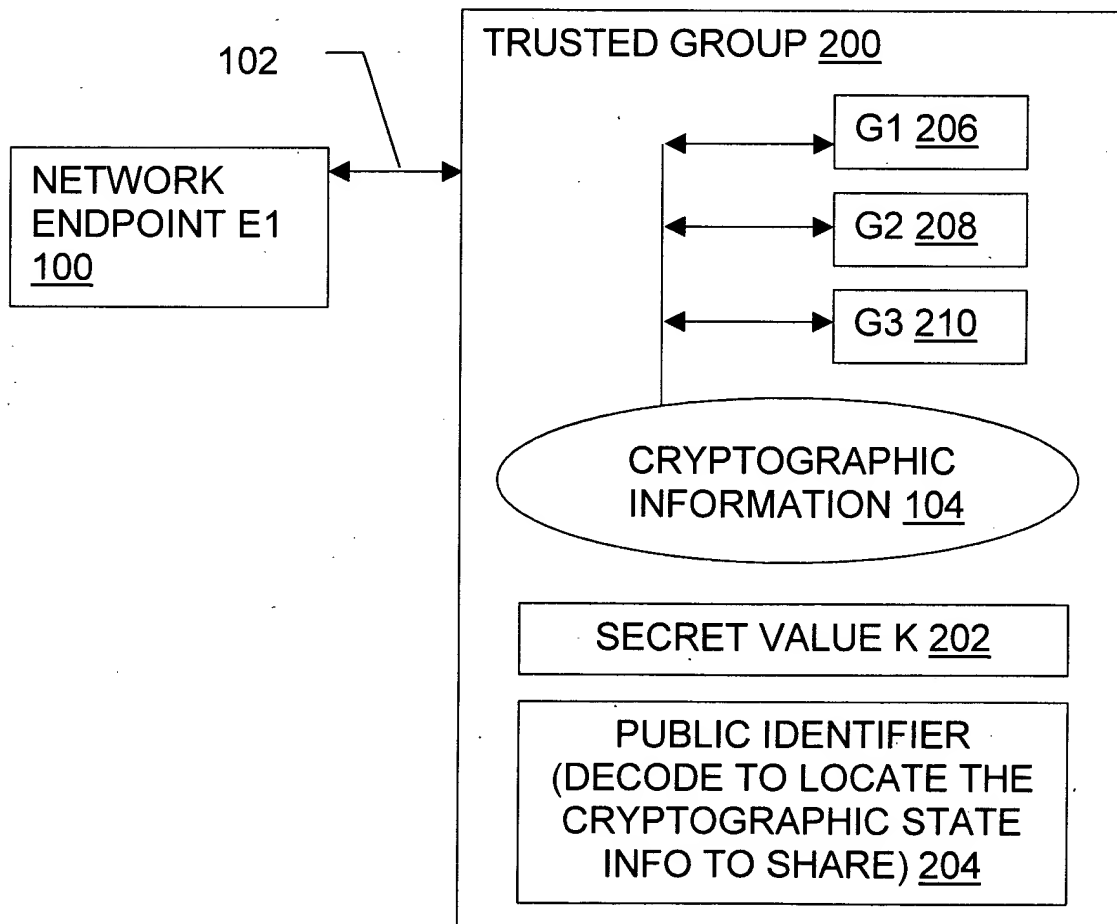 102
TRUSTED GROUP 200
G1 206
G2 208
G3 210
NETWORK
ENDPOINT E1
100
CRYPTOGRAPHIC
INFORMATION 104
SECRET VALUE K 202
PUBLIC IDENTIFIER
(DECODE TO LOCATE THE
CRYPTOGRAPHIC STATE
INFO TO SHARE) 204